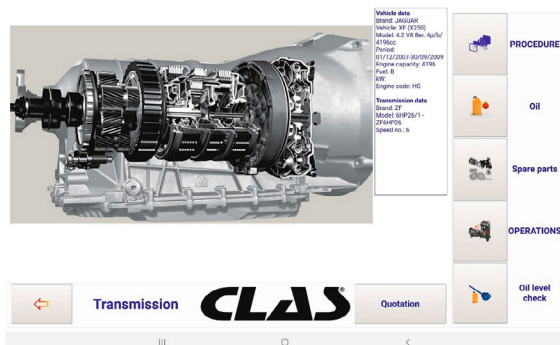 Vehicle data
Brand: JAGUAR
Vehicle: XF (X250)
Model: 4.2 V8 Ber. 4p/b/
4196cc
Period:
01/12/2007-30/09/2009
Engine capacity: 4196
Fuel: B
kW:
Engine code: HG
Transmission data
Brand: ZF
Model: 6HP26/1 -
ZF6HP26
Speed no.: 6
PROCEDURE
Oil
Spare parts
OPERATIONS
Oil level
check
Transmission
CLAS®
Quotation